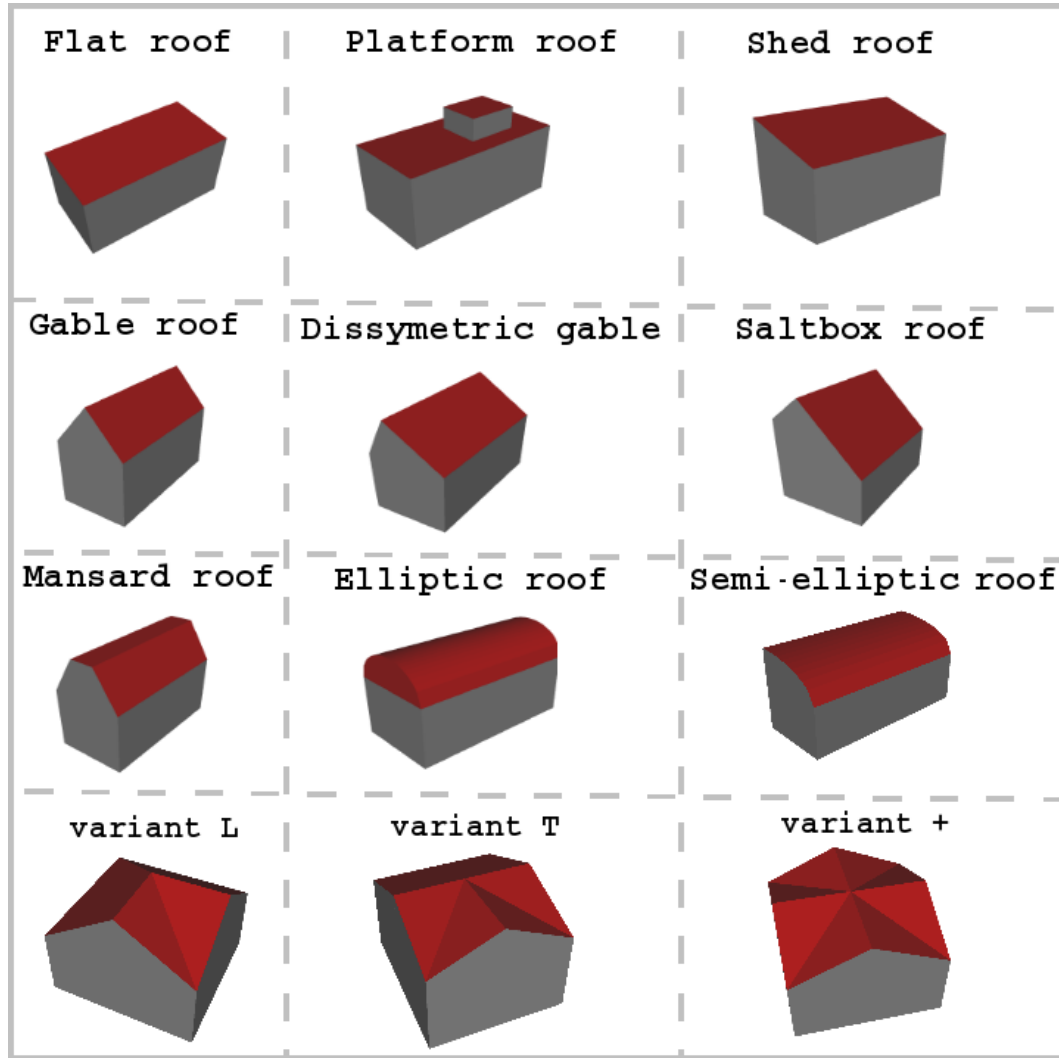 Flat roof
Platform roof
Shed roof
Gable roof
Dissymetric gable
Saltbox roof
Mansard roof
Elliptic roof
Semi-elliptic roof
variant L
variant T
variant +